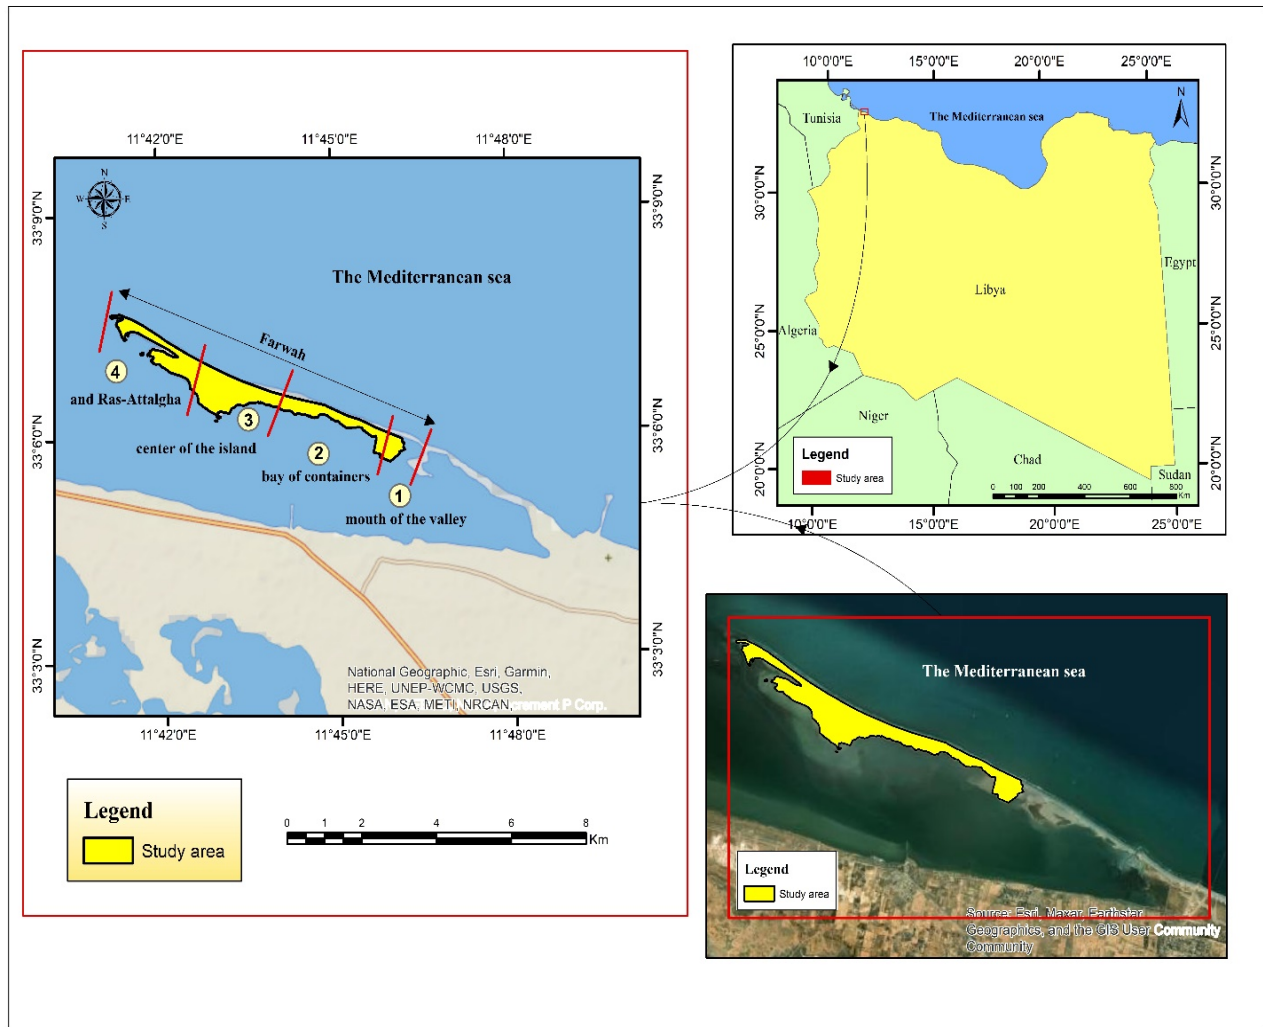 11°42'0"E
11°45'0"E
11°48'0"E
33°9'0"N
33°9'0"N
N
W
E
S
The Mediterranean sea
Farwah
4
and Ras-Attalgha
3
center of the island
2
bay of containers
1
mouth of the valley
33°6'0"N
33°6'0"N
33°3'0"N
33°3'0"N
National Geographic, Esri, Garmin,
HERE, UNEP-WCMC, USGS,
NASA, ESA, METI, NRCAN,
crement P Corp.
11°42'0"E
11°45'0"E
11°48'0"E
Legend
Study area
0 1 2 4 6 8
Km
10°0'0"E
15°0'0"E
20°0'0"E
25°0'0"E
N
Tunisia
The Mediterranean sea
30°0'0"N
30°0'0"N
Egypt
Libya
Algeria
25°0'0"N
25°0'0"N
Niger
Chad
Sudan
Legend
Study area
20°0'0"N
20°0'0"N
0 100 200 400 600 800
Km
10°0'0"E
15°0'0"E
20°0'0"E
25°0'0"E
The Mediterranean sea
Legend
Study area
Source: Esri, Maxar, Earthstar
Geographics, and the GIS User Community
Community